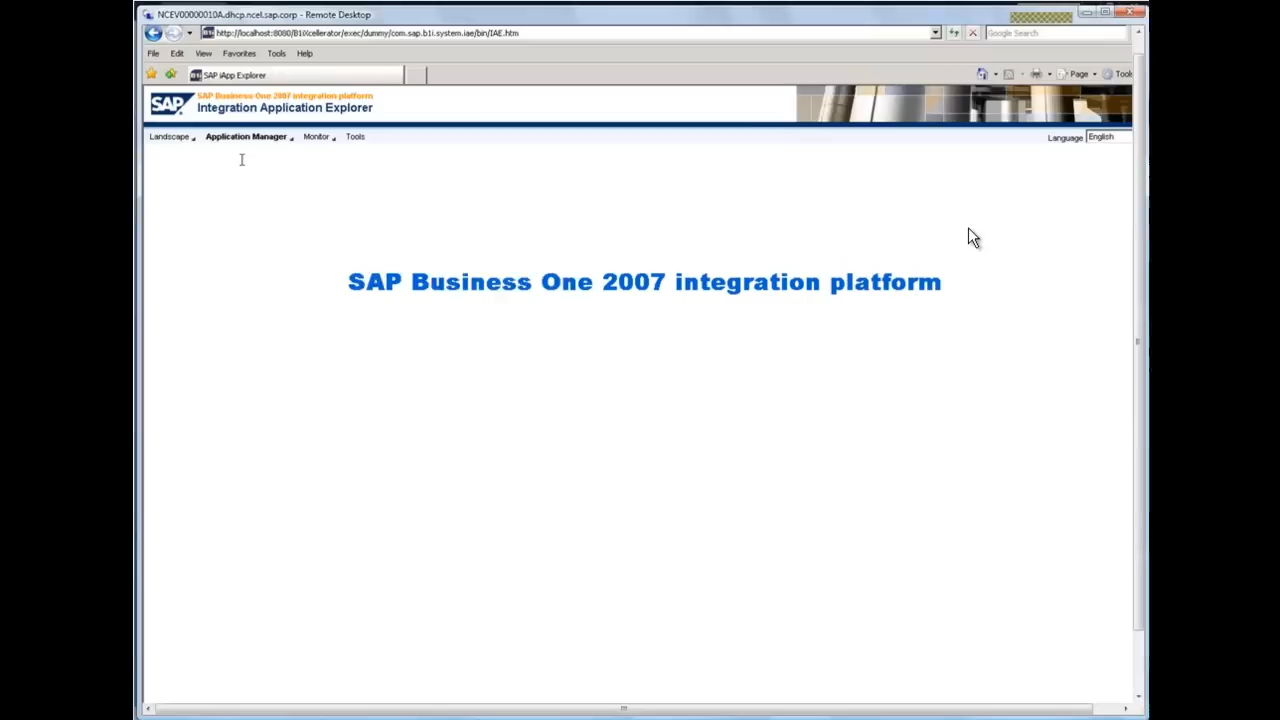 NCEV00000010A.dhcp.ncel.sap.corp - Remote Desktop
http://localhost:8080/B1iXcellerator/exec/dummy/com.sap.b1i.system.iae/bin/IAE.htm
Google Search
File Edit View Favorites Tools Help
SAP iApp Explorer
Page Tools
SAP
SAP Business One 2007 integration platform
Integration Application Explorer
Landscape Application Manager Monitor Tools
Language English
SAP Business One 2007 integration platform